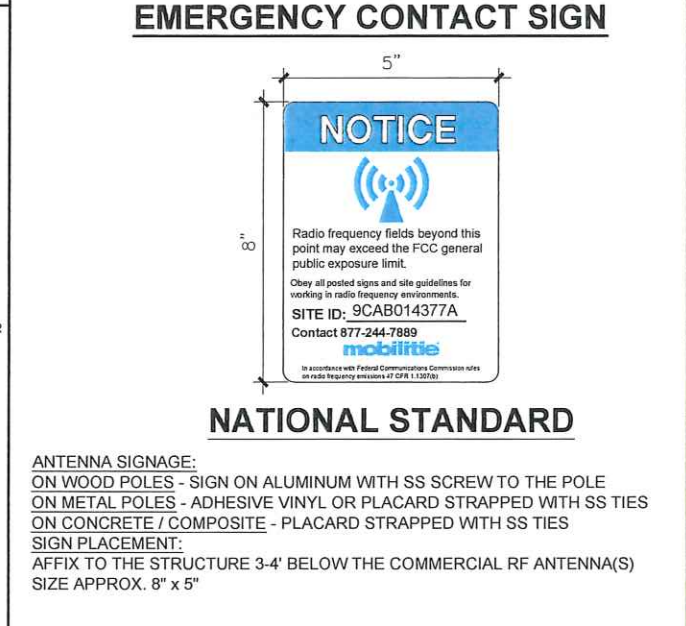 EMERGENCY CONTACT SIGN
5"
8"
NOTICE
Radio frequency fields beyond this
point may exceed the FCC general
public exposure limit.
Obey all posted signs and site guidelines for
working in radio frequency environments.
SITE ID: 9CAB014377A
Contact 877-244-7889
mobilitie
In accordance with Federal Communications Commission rules
on radio frequency emissions 47 CFR 1.1307(b)
NATIONAL STANDARD
ANTENNA SIGNAGE:
ON WOOD POLES - SIGN ON ALUMINUM WITH SS SCREW TO THE POLE
ON METAL POLES - ADHESIVE VINYL OR PLACARD STRAPPED WITH SS TIES
ON CONCRETE / COMPOSITE - PLACARD STRAPPED WITH SS TIES
SIGN PLACEMENT:
AFFIX TO THE STRUCTURE 3-4' BELOW THE COMMERCIAL RF ANTENNA(S)
SIZE APPROX. 8" x 5"